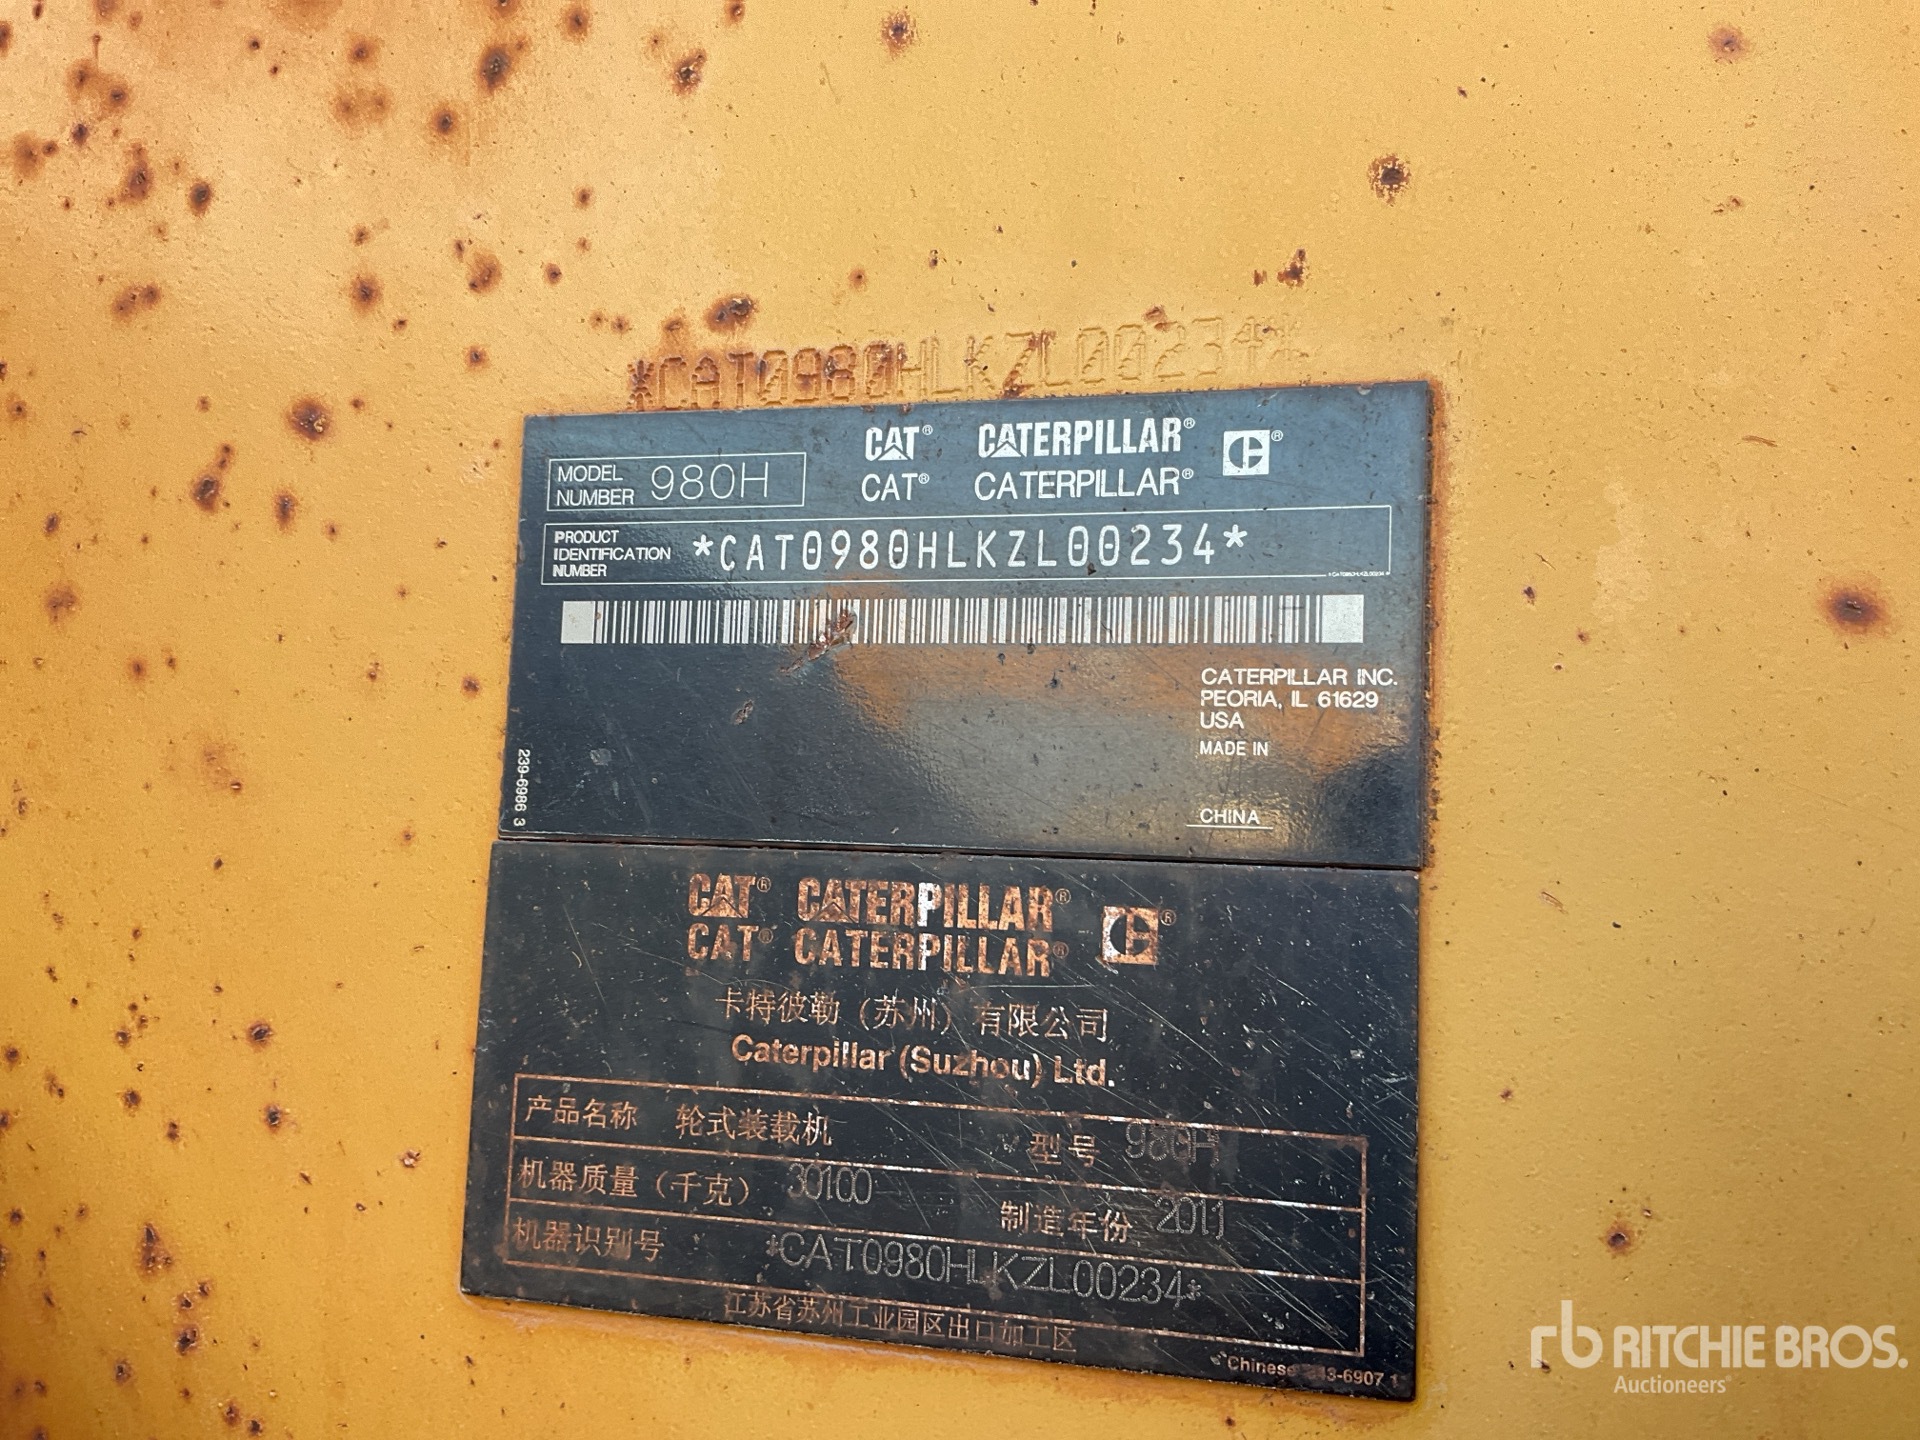 *CAT0980HLKZL00234*
CAT® CATERPILLAR®
CAT® CATERPILLAR®
MODEL NUMBER 980H
PRODUCT IDENTIFICATION NUMBER *CAT0980HLKZL00234*
*CAT0980HLKZL00234*
CATERPILLAR INC.
PEORIA, IL 61629
USA
MADE IN
CHINA
239-6986 3
CAT® CATERPILLAR®
CAT® CATERPILLAR®
卡特彼勒（苏州）有限公司
Caterpillar (Suzhou) Ltd.
产品名称 轮式装载机 型号 980H
机器质量（千克） 30100 制造年份 2011
机器识别号 *CAT0980HLKZL00234*
江苏省苏州工业园区出口加工区
Chinese
rb RITCHIE BROS.
Auctioneers